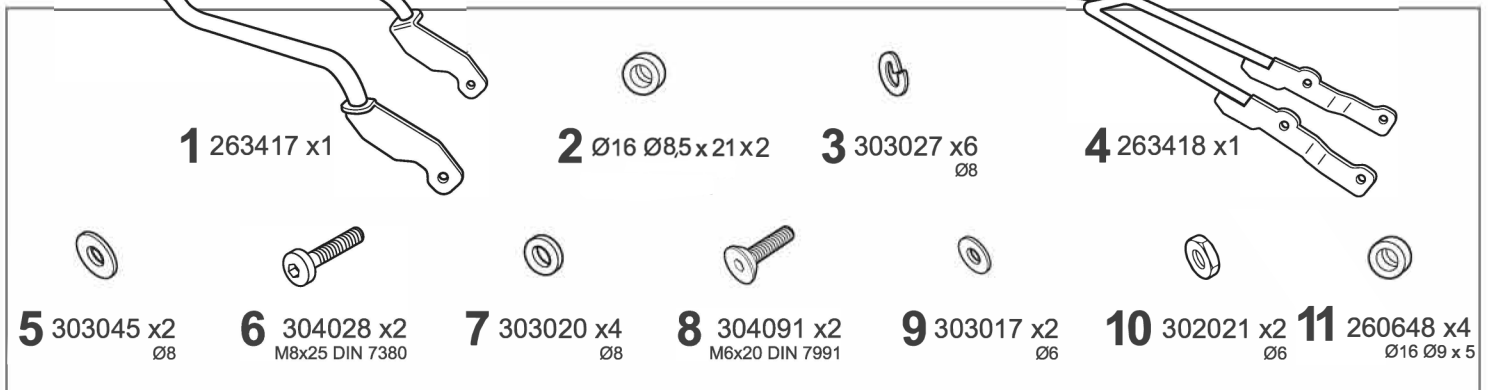 1 263417 x1
2 Ø16 Ø8,5 x 21 x 2
3 303027 x6
Ø8
4 263418 x1
5 303045 x2
Ø8
6 304028 x2
M8x25 DIN 7380
7 303020 x4
Ø8
8 304091 x2
M6x20 DIN 7991
9 303017 x2
Ø6
10 302021 x2
Ø6
11 260648 x4
Ø16 Ø9 x 5